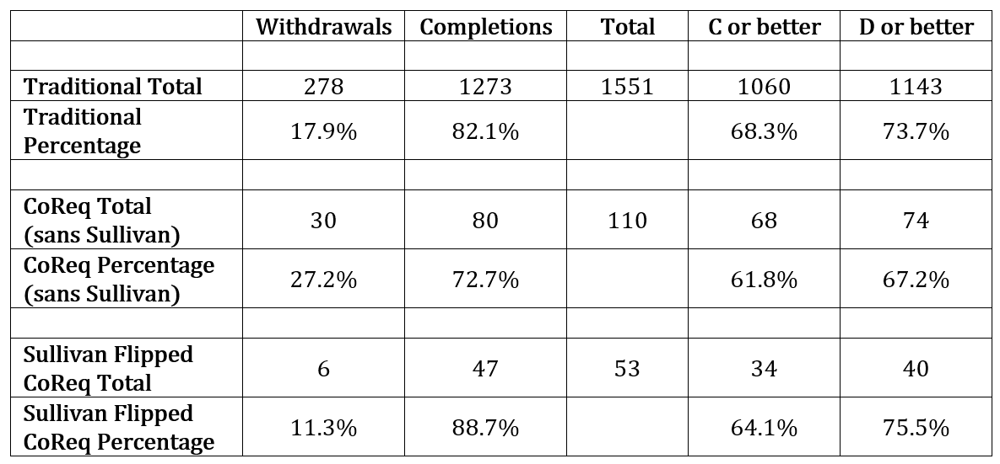 Withdrawals Completions Total C or better D or better
Traditional Total 278 1273 1551 1060 1143
Traditional
Percentage 17.9% 82.1% 68.3% 73.7%
CoReq Total
(sans Sullivan) 30 80 110 68 74
CoReq Percentage
(sans Sullivan) 27.2% 72.7% 61.8% 67.2%
Sullivan Flipped
CoReq Total 6 47 53 34 40
Sullivan Flipped
CoReq Percentage 11.3% 88.7% 64.1% 75.5%